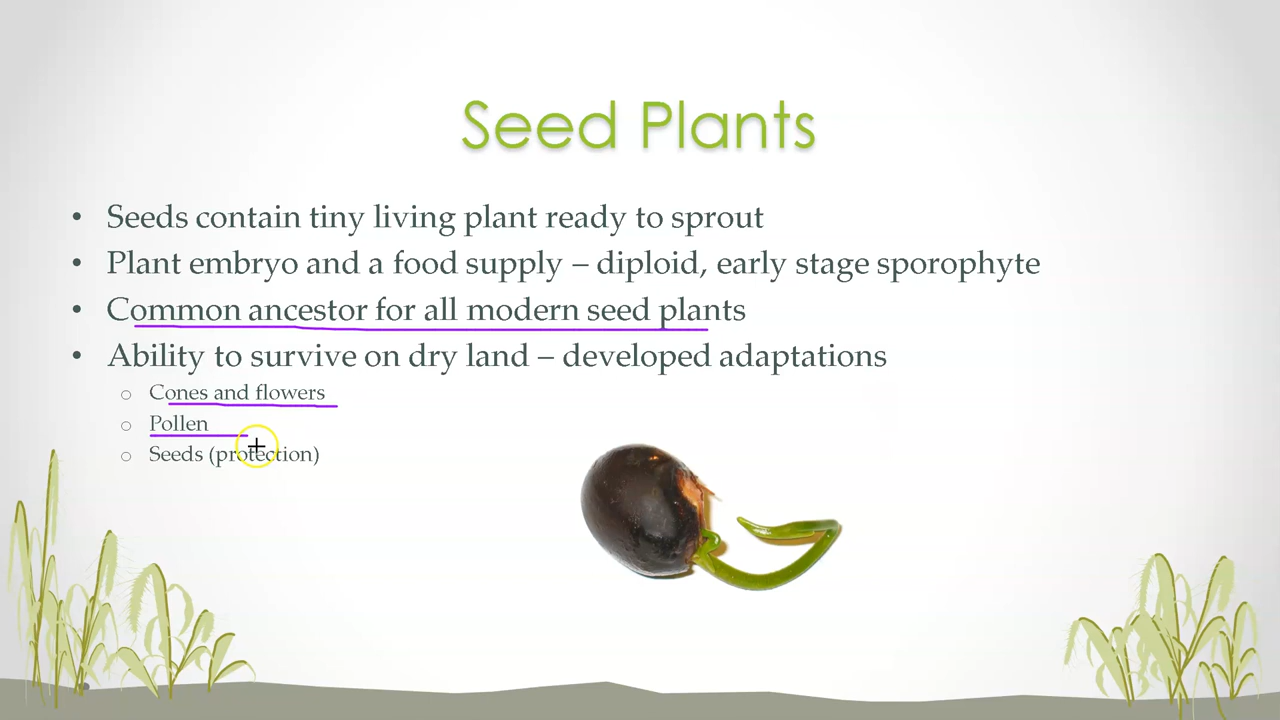 Seed Plants
• Seeds contain tiny living plant ready to sprout
• Plant embryo and a food supply – diploid, early stage sporophyte
• Common ancestor for all modern seed plants
• Ability to survive on dry land – developed adaptations
o Cones and flowers
o Pollen
o Seeds (protection)